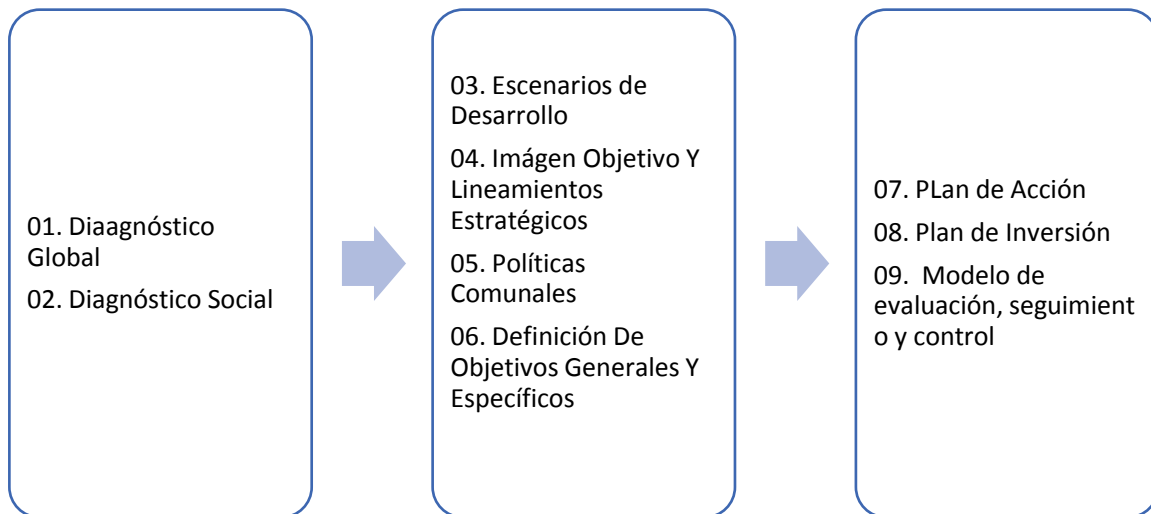 01. Diaagnóstico
Global
02. Diagnóstico Social
03. Escenarios de
Desarrollo
04. Imágen Objetivo Y
Lineamientos
Estratégicos
05. Políticas
Comunales
06. Definición De
Objetivos Generales Y
Específicos
07. PLan de Acción
08. Plan de Inversión
09.  Modelo de
evaluación, seguimient
o y control